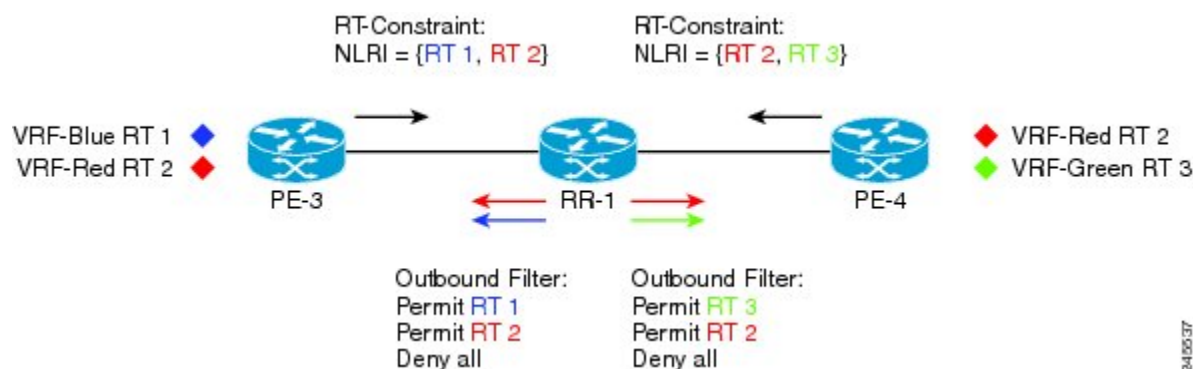 RT-Constraint:
NLRI = {RT 1, RT 2}
RT-Constraint:
NLRI = {RT 2, RT 3}
VRF-Blue RT 1
VRF-Red RT 2
PE-3
RR-1
PE-4
VRF-Red RT 2
VRF-Green RT 3
Outbound Filter:
Permit RT 1
Permit RT 2
Deny all
Outbound Filter:
Permit RT 3
Permit RT 2
Deny all